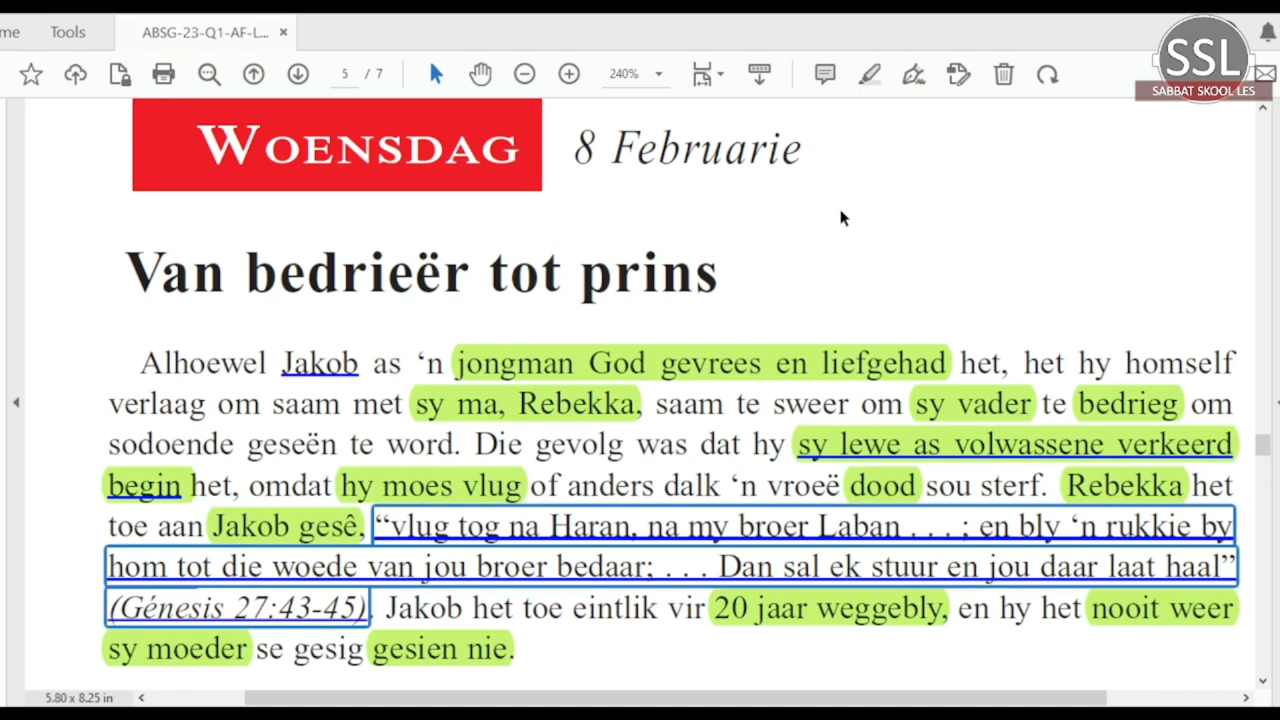 me Tools ABSG-23-Q1-AF-L... ×
SSL
SABBAT SKOOL LES
5 / 7 240%
WOENSDAG 8 Februarie
Van bedrieër tot prins
Alhoewel Jakob as ‘n jongman God gevrees en liefgehad het, het hy homself
verlaag om saam met sy ma, Rebekka, saam te sweer om sy vader te bedrieg om
sodoende geseën te word. Die gevolg was dat hy sy lewe as volwassene verkeerd
begin het, omdat hy moes vlug of anders dalk ‘n vroeë dood sou sterf. Rebekka het
toe aan Jakob gesê, “vlug tog na Haran, na my broer Laban . . . ; en bly ‘n rukkie by
hom tot die woede van jou broer bedaar; . . . Dan sal ek stuur en jou daar laat haal”
(Génesis 27:43-45). Jakob het toe eintlik vir 20 jaar weggebly, en hy het nooit weer
sy moeder se gesig gesien nie.
5.80 x 8.25 in